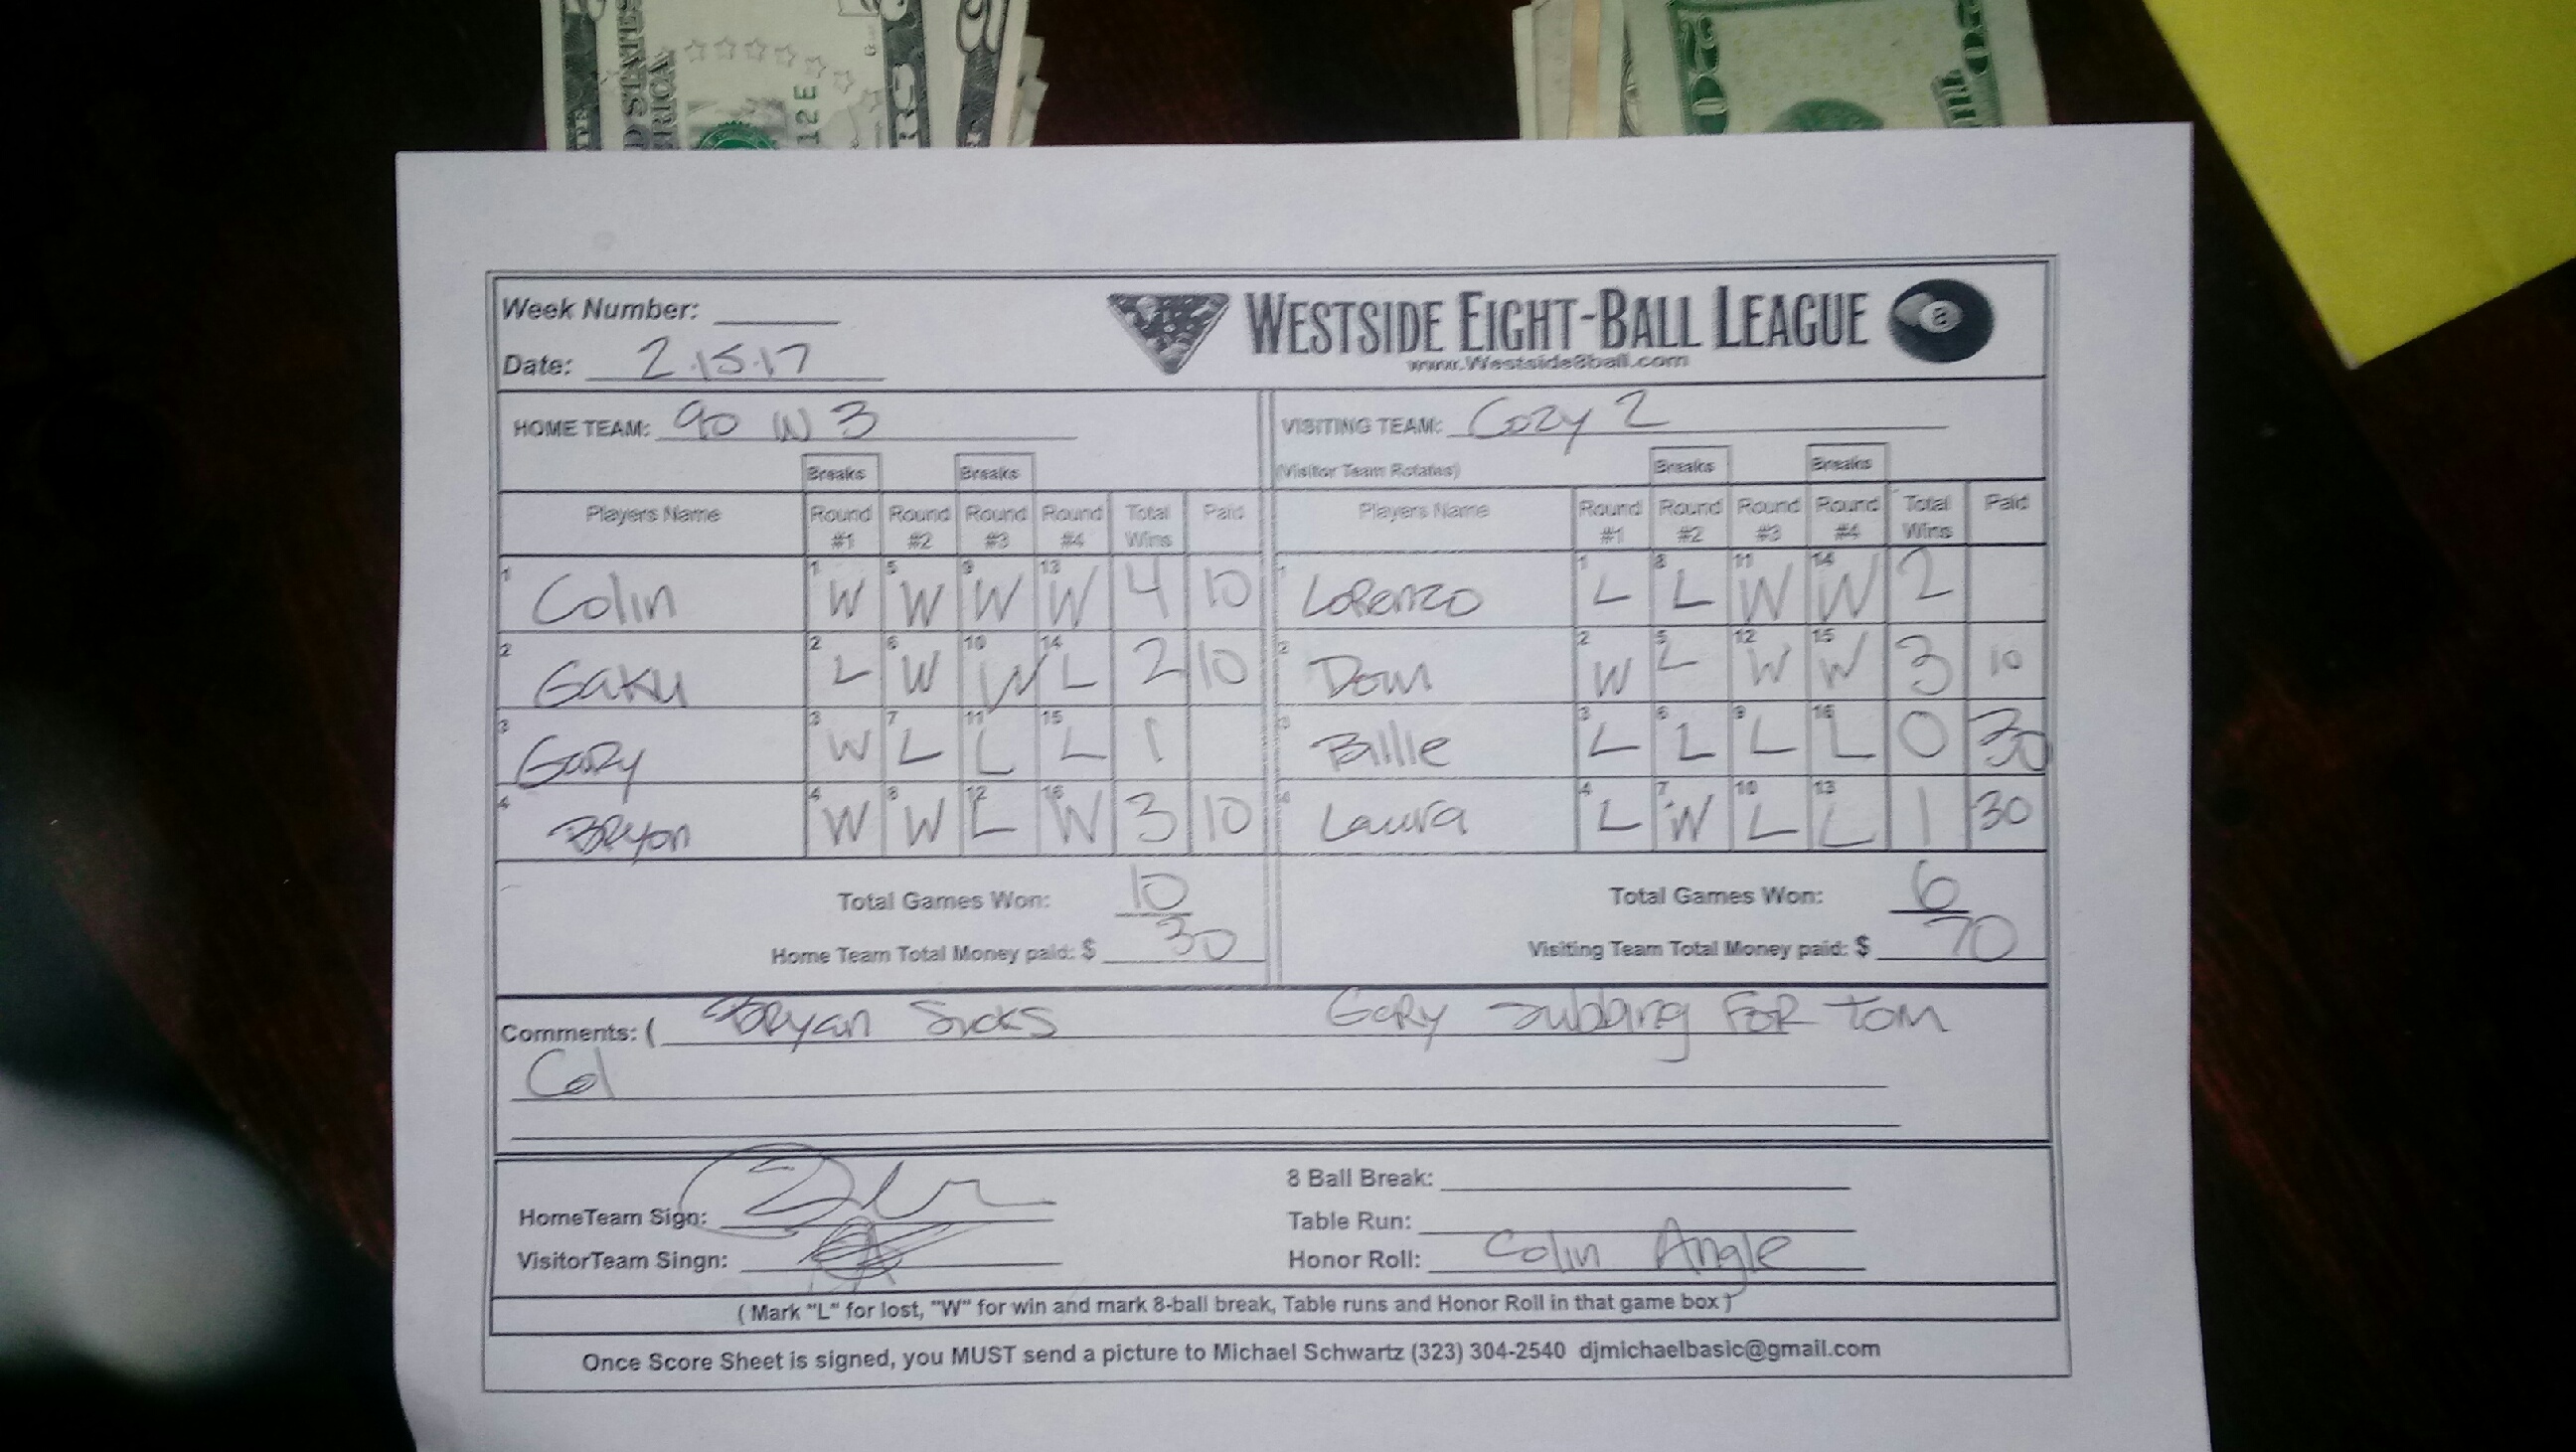 D STATES
RICA
12 E
20
Week Number:
Date: 2.15.17
WESTSIDE EIGHT-BALL LEAGUE 8
www.Westside8ball.com
HOME TEAM: 90 W 3
VISITING TEAM: Cozy 2
Breaks Breaks
(Visitor Team Rotates) Breaks Breaks
Players Name Round #1 Round #2 Round #3 Round #4 Total Wins Paid
Players Name Round #1 Round #2 Round #3 Round #4 Total Wins Paid
1 Colin 1 W 5 W 9 W 13 W 4 10
1 Lorenzo 1 L 8 L 11 W 14 W 2
2 Gaku 2 L 6 W 10 W 14 L 2 10
2 Dom 2 W 5 L 12 W 15 W 3 10
3 Gary 3 W 7 L 11 L 15 L 1
3 Billie 3 L 6 L 9 L 16 L 0 30
4 Bryon 4 W 8 W 12 L 16 W 3 10
4 Laura 4 L 7 W 10 L 13 L 1 30
Total Games Won: 10
Total Games Won: 6
Home Team Total Money paid: $ 30
Visiting Team Total Money paid: $ 70
Comments: ( Bryan Sucks Gary Subbing FOR TOM
Col
HomeTeam Sign:
VisitorTeam Singn:
8 Ball Break:
Table Run:
Honor Roll: Colin Angle
( Mark "L" for lost, "W" for win and mark 8-ball break, Table runs and Honor Roll in that game box )
Once Score Sheet is signed, you MUST send a picture to Michael Schwartz (323) 304-2540 djmichaelbasic@gmail.com